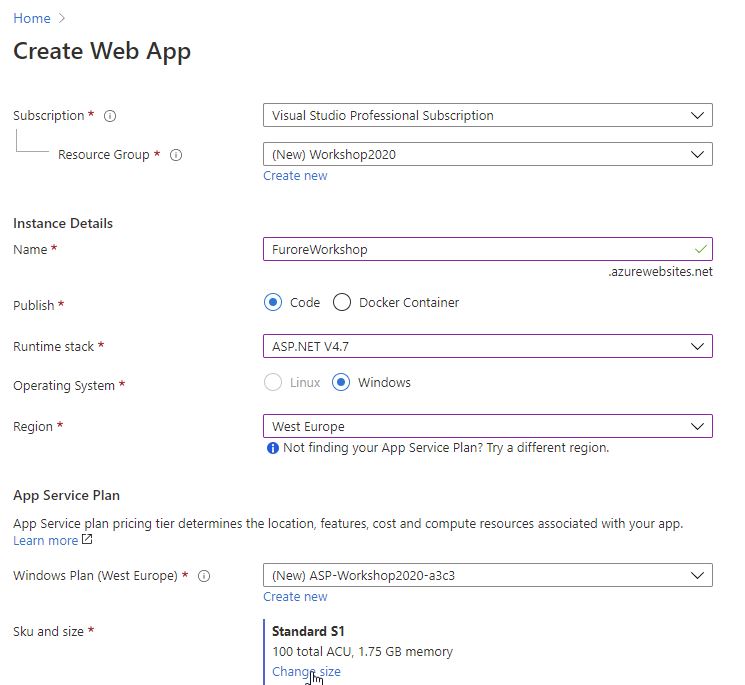 Home >
Create Web App
Subscription *
Visual Studio Professional Subscription
Resource Group *
(New) Workshop2020
Create new
Instance Details
Name *
FuroreWorkshop
.azurewebsites.net
Publish *
Code
Docker Container
Runtime stack *
ASP.NET V4.7
Operating System *
Linux
Windows
Region *
West Europe
Not finding your App Service Plan? Try a different region.
App Service Plan
App Service plan pricing tier determines the location, features, cost and compute resources associated with your app.
Learn more
Windows Plan (West Europe) *
(New) ASP-Workshop2020-a3c3
Create new
Sku and size *
Standard S1
100 total ACU, 1.75 GB memory
Change size